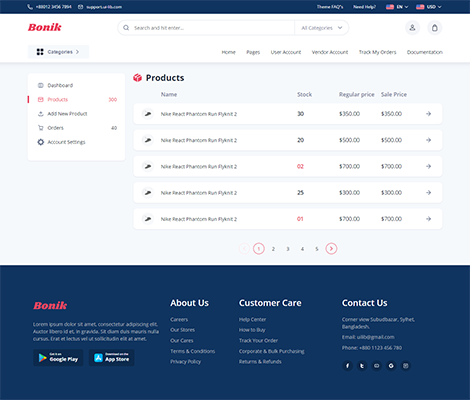 +88012 3456 7894 support.ui-lib.com Theme FAQ's Need Help? EN USD
Bonik Search and hit enter... All Categories
Categories Home Pages User Account Vendor Account Track My Orders Documentation
Dashboard
Products 300
Add New Product
Orders 40
Account Settings
Products
Name Stock Regular price Sale Price
Nike React Phantom Run Flyknit 2 30 $350.00 $350.00
Nike React Phantom Run Flyknit 2 20 $500.00 $500.00
Nike React Phantom Run Flyknit 2 02 $700.00 $700.00
Nike React Phantom Run Flyknit 2 25 $300.00 $300.00
Nike React Phantom Run Flyknit 2 01 $700.00 $700.00
1 2 3 4 5
Bonik
Lorem ipsum dolor sit amet, consectetur adipiscing elit.
Auctor libero id et, in gravida. Sit diam duis mauris nulla
cursus. Erat et lectus vel ut sollicitudin elit at amet.
Get it on
Google Play
Download on the
App Store
About Us
Careers
Our Stores
Our Cares
Terms & Conditions
Privacy Policy
Customer Care
Help Center
How to Buy
Track Your Order
Corporate & Bulk Purchasing
Returns & Refunds
Contact Us
Corner view Subudbazar, Sylhet,
Bangladesh.
Email: uilib@gmail.com
Phone: +880 1123 456 780